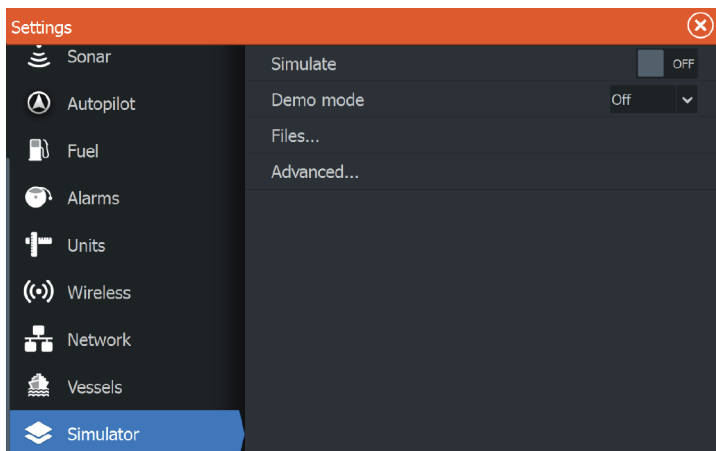 Settings
Sonar
Autopilot
Fuel
Alarms
Units
Wireless
Network
Vessels
Simulator
Simulate OFF
Demo mode Off
Files...
Advanced...